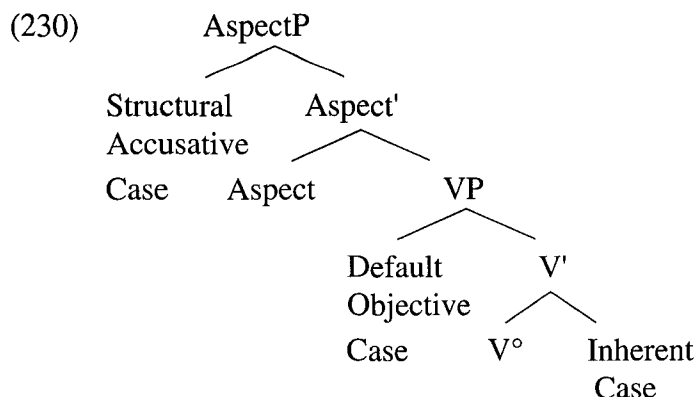 (230) AspectP
Structural Aspect'
Accusative
Case Aspect VP
Default V'
Objective
Case V° Inherent
Case